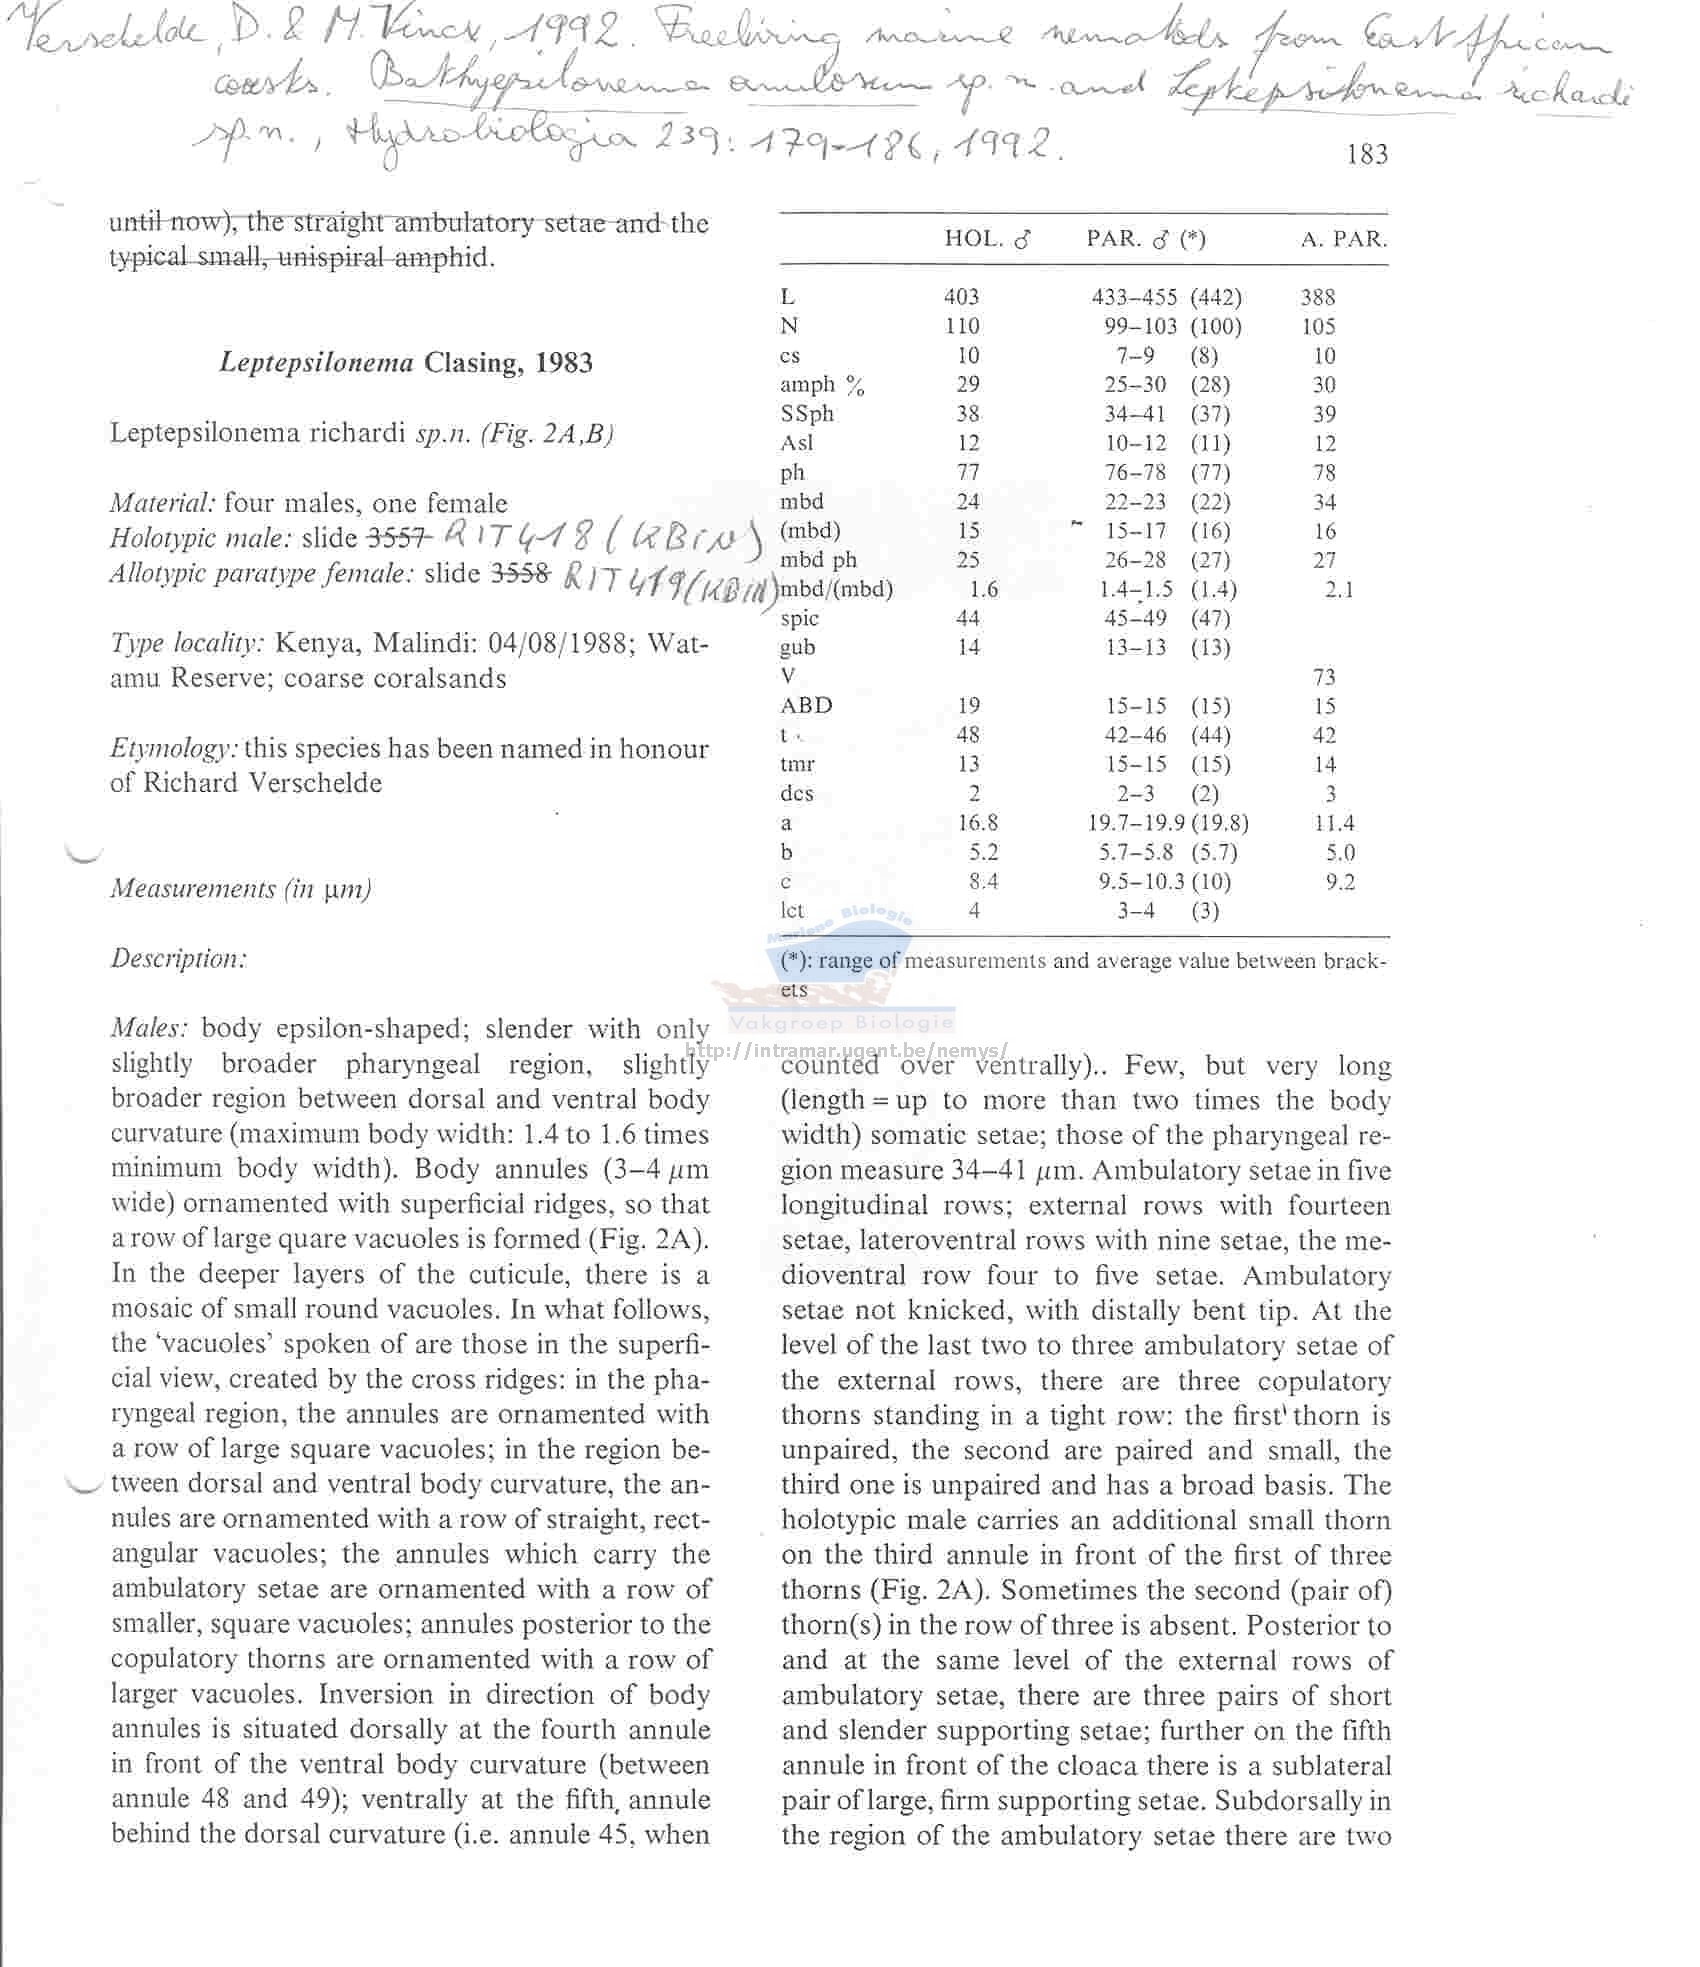 Verschelde, D. & M. Vincx, 1992. Freeliving marine nematods from East African
coasts. Bathyepsilonema anulosum sp. n. and Leptepsilonema richardi
sp.n., Hydrobiologia 239: 179-186, 1992.
183
until now), the straight ambulatory setae and the
typical small, unispiral amphid.
Leptepsilonema Clasing, 1983
Leptepsilonema richardi sp.n. (Fig. 2A,B)
Material: four males, one female
Holotypic male: slide 3557 RIT418 (KBIN)
Allotypic paratype female: slide 3558 RIT419 (KBIN)
Type locality: Kenya, Malindi: 04/08/1988; Wat-
amu Reserve; coarse coralsands
Etymology: this species has been named in honour
of Richard Verschelde
Measurements (in µm)
Description:
Males: body epsilon-shaped; slender with only
slightly broader pharyngeal region, slightly
broader region between dorsal and ventral body
curvature (maximum body width: 1.4 to 1.6 times
minimum body width). Body annules (3–4 µm
wide) ornamented with superficial ridges, so that
a row of large quare vacuoles is formed (Fig. 2A).
In the deeper layers of the cuticule, there is a
mosaic of small round vacuoles. In what follows,
the ‘vacuoles’ spoken of are those in the superfi-
cial view, created by the cross ridges: in the pha-
ryngeal region, the annules are ornamented with
a row of large square vacuoles; in the region be-
tween dorsal and ventral body curvature, the an-
nules are ornamented with a row of straight, rect-
angular vacuoles; the annules which carry the
ambulatory setae are ornamented with a row of
smaller, square vacuoles; annules posterior to the
copulatory thorns are ornamented with a row of
larger vacuoles. Inversion in direction of body
annules is situated dorsally at the fourth annule
in front of the ventral body curvature (between
annule 48 and 49); ventrally at the fifth annule
behind the dorsal curvature (i.e. annule 45, when
HOL. ♂ PAR. ♂ (*) A. PAR.
L 403 433–455 (442) 388
N 110 99–103 (100) 105
cs 10 7–9 (8) 10
amph % 29 25–30 (28) 30
SSph 38 34–41 (37) 39
Asl 12 10–12 (11) 12
ph 77 76–78 (77) 78
mbd 24 22–23 (22) 34
(mbd) 15 15–17 (16) 16
mbd ph 25 26–28 (27) 27
mbd/(mbd) 1.6 1.4–1.5 (1.4) 2.1
spic 44 45–49 (47)
gub 14 13–13 (13)
V 73
ABD 19 15–15 (15) 15
t 48 42–46 (44) 42
tmr 13 15–15 (15) 14
dcs 2 2–3 (2) 3
a 16.8 19.7–19.9 (19.8) 11.4
b 5.2 5.7–5.8 (5.7) 5.0
c 8.4 9.5–10.3 (10) 9.2
lct 4 3–4 (3)
(*): range of measurements and average value between brack-
ets
Mariene Biologie
Vakgroep Biologie
http://intramar.ugent.be/nemys/
counted over ventrally).. Few, but very long
(length = up to more than two times the body
width) somatic setae; those of the pharyngeal re-
gion measure 34–41 µm. Ambulatory setae in five
longitudinal rows; external rows with fourteen
setae, lateroventral rows with nine setae, the me-
dioventral row four to five setae. Ambulatory
setae not knicked, with distally bent tip. At the
level of the last two to three ambulatory setae of
the external rows, there are three copulatory
thorns standing in a tight row: the first thorn is
unpaired, the second are paired and small, the
third one is unpaired and has a broad basis. The
holotypic male carries an additional small thorn
on the third annule in front of the first of three
thorns (Fig. 2A). Sometimes the second (pair of)
thorn(s) in the row of three is absent. Posterior to
and at the same level of the external rows of
ambulatory setae, there are three pairs of short
and slender supporting setae; further on the fifth
annule in front of the cloaca there is a sublateral
pair of large, firm supporting setae. Subdorsally in
the region of the ambulatory setae there are two